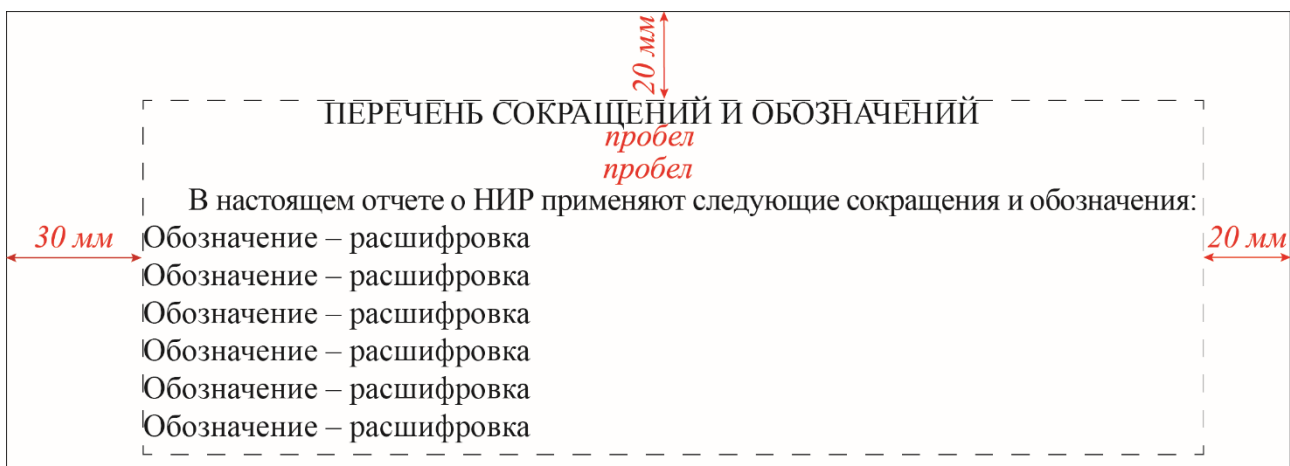 20 мм
ПЕРЕЧЕНЬ СОКРАЩЕНИЙ И ОБОЗНАЧЕНИЙ
пробел
пробел
В настоящем отчете о НИР применяют следующие сокращения и обозначения:
30 мм Обозначение – расшифровка 20 мм
Обозначение – расшифровка
Обозначение – расшифровка
Обозначение – расшифровка
Обозначение – расшифровка
Обозначение – расшифровка